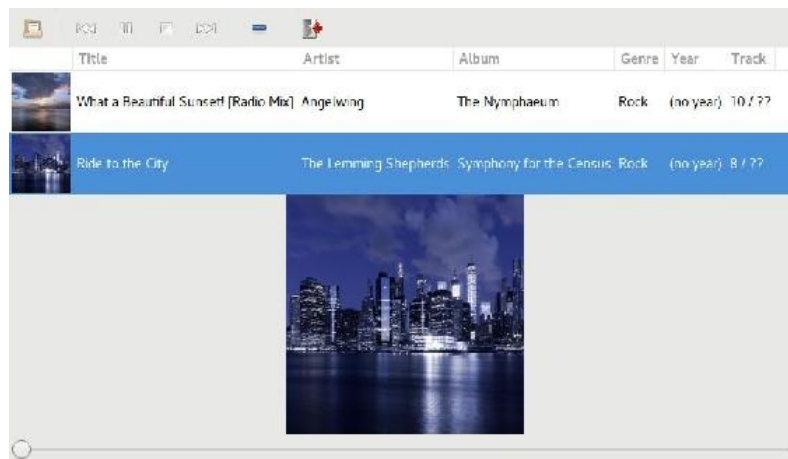 Title Artist Album Genre Year Track
What a Beautiful Sunset! [Radio Mix] Angelwing The Nymphaeum Rock (no year) 10 / ??
Ride to the City The Lemming Shepherds Symphony for the Census Rock (no year) 8 / ??